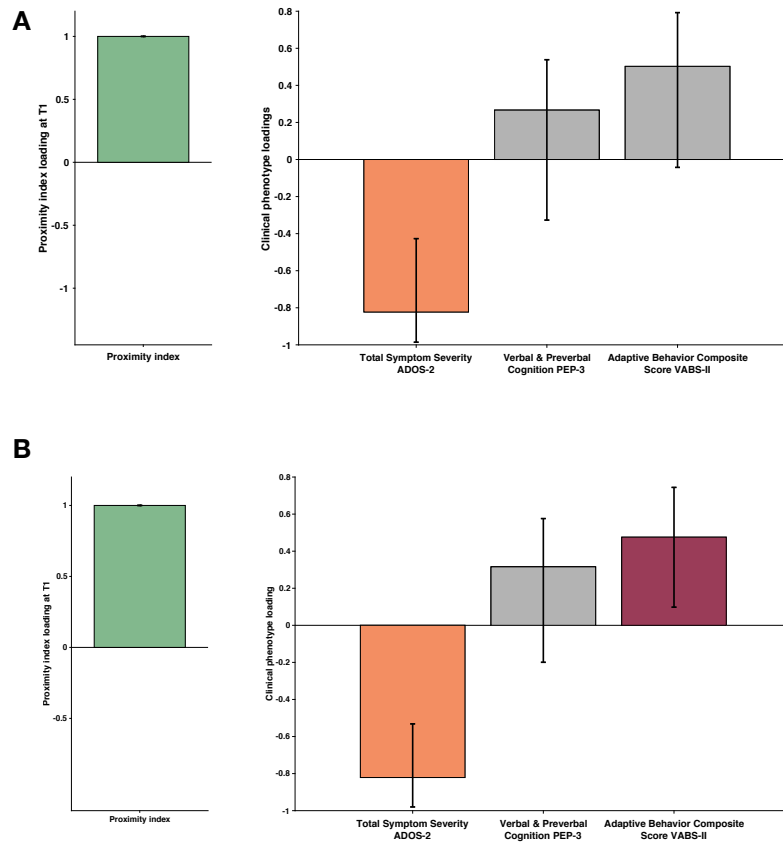 A
Proximity index loading at T1
1
0.5
0
-0.5
-1
Proximity index
Clinical phenotype loadings
0.8
0.6
0.4
0.2
0
-0.2
-0.4
-0.6
-0.8
-1
Total Symptom Severity
ADOS-2
Verbal & Preverbal
Cognition PEP-3
Adaptive Behavior Composite
Score VABS-II
B
Proximity index loading at T1
1
0.5
0
-0.5
Proximity index
Clinical phenotype loading
0.8
0.6
0.4
0.2
0
-0.2
-0.4
-0.6
-0.8
-1
Total Symptom Severity
ADOS-2
Verbal & Preverbal
Cognition PEP-3
Adaptive Behavior Composite
Score VABS-II